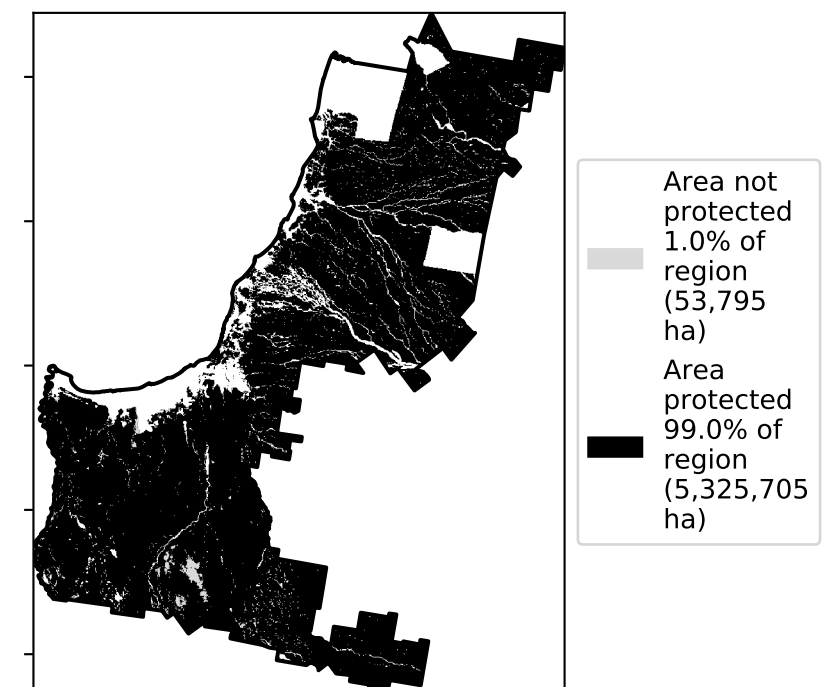 Area not
protected
1.0% of
region
(53,795
ha)
Area
protected
99.0% of
region
(5,325,705
ha)